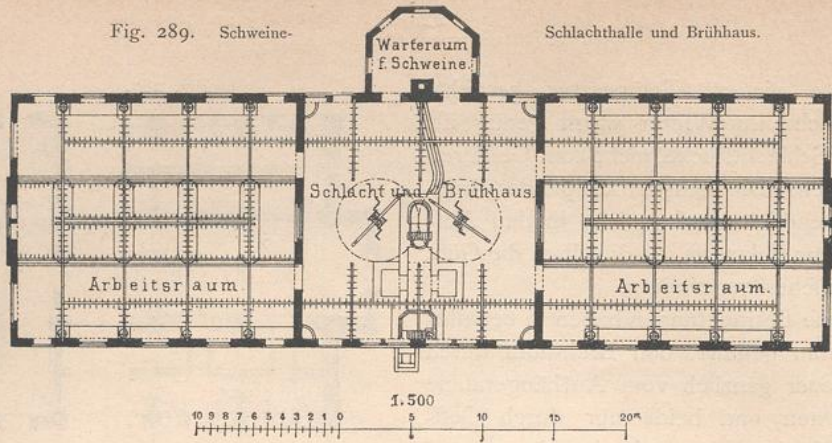 Fig. 289. Schweine-Schlachthalle und Brühhaus.
Warteraum
f. Schweine.
Schlacht und Brühhaus.
Arbeitsraum.
Arbeitsraum.
1.500
10 9 8 7 6 5 4 3 2 1 0 5 10 15 20m